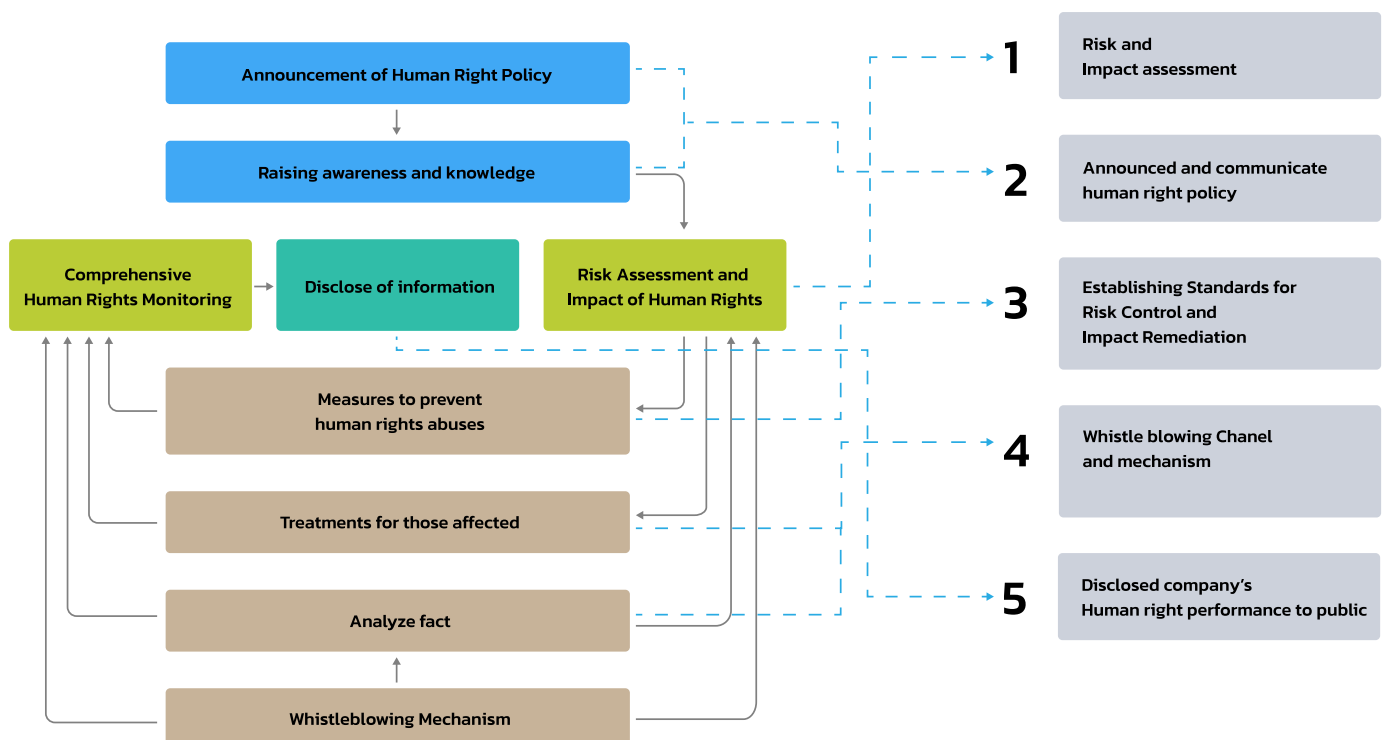 Announcement of Human Right Policy
Raising awareness and knowledge
Comprehensive
Human Rights Monitoring
Disclose of information
Risk Assessment and
Impact of Human Rights
Measures to prevent
human rights abuses
Treatments for those affected
Analyze fact
Whistleblowing Mechanism
1
Risk and
Impact assessment
2
Announced and communicate
human right policy
3
Establishing Standards for
Risk Control and
Impact Remediation
4
Whistle blowing Chanel
and mechanism
5
Disclosed company's
Human right performance to public